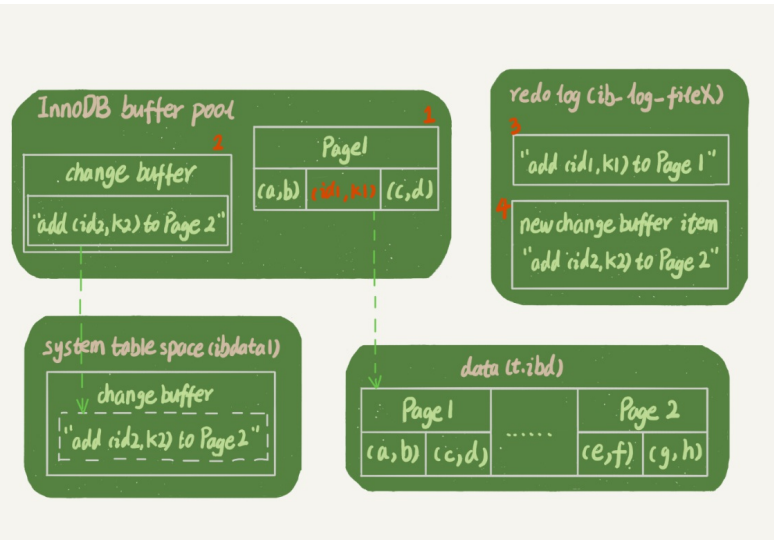 InnoDB buffer pool
2
change buffer
"add (id2,k2) to Page 2"
1
Page1
(a,b) (id1,k1) (c,d)
redo log (ib-log-fileX)
3
"add (id1,k1) to Page 1"
4
new change buffer item
"add (id2,k2) to Page 2"
system table space (ibdata1)
change buffer
"add (id2,k2) to Page 2"
data (t.ibd)
Page 1 ...... Page 2
(a,b) (c,d) (e,f) (g,h)